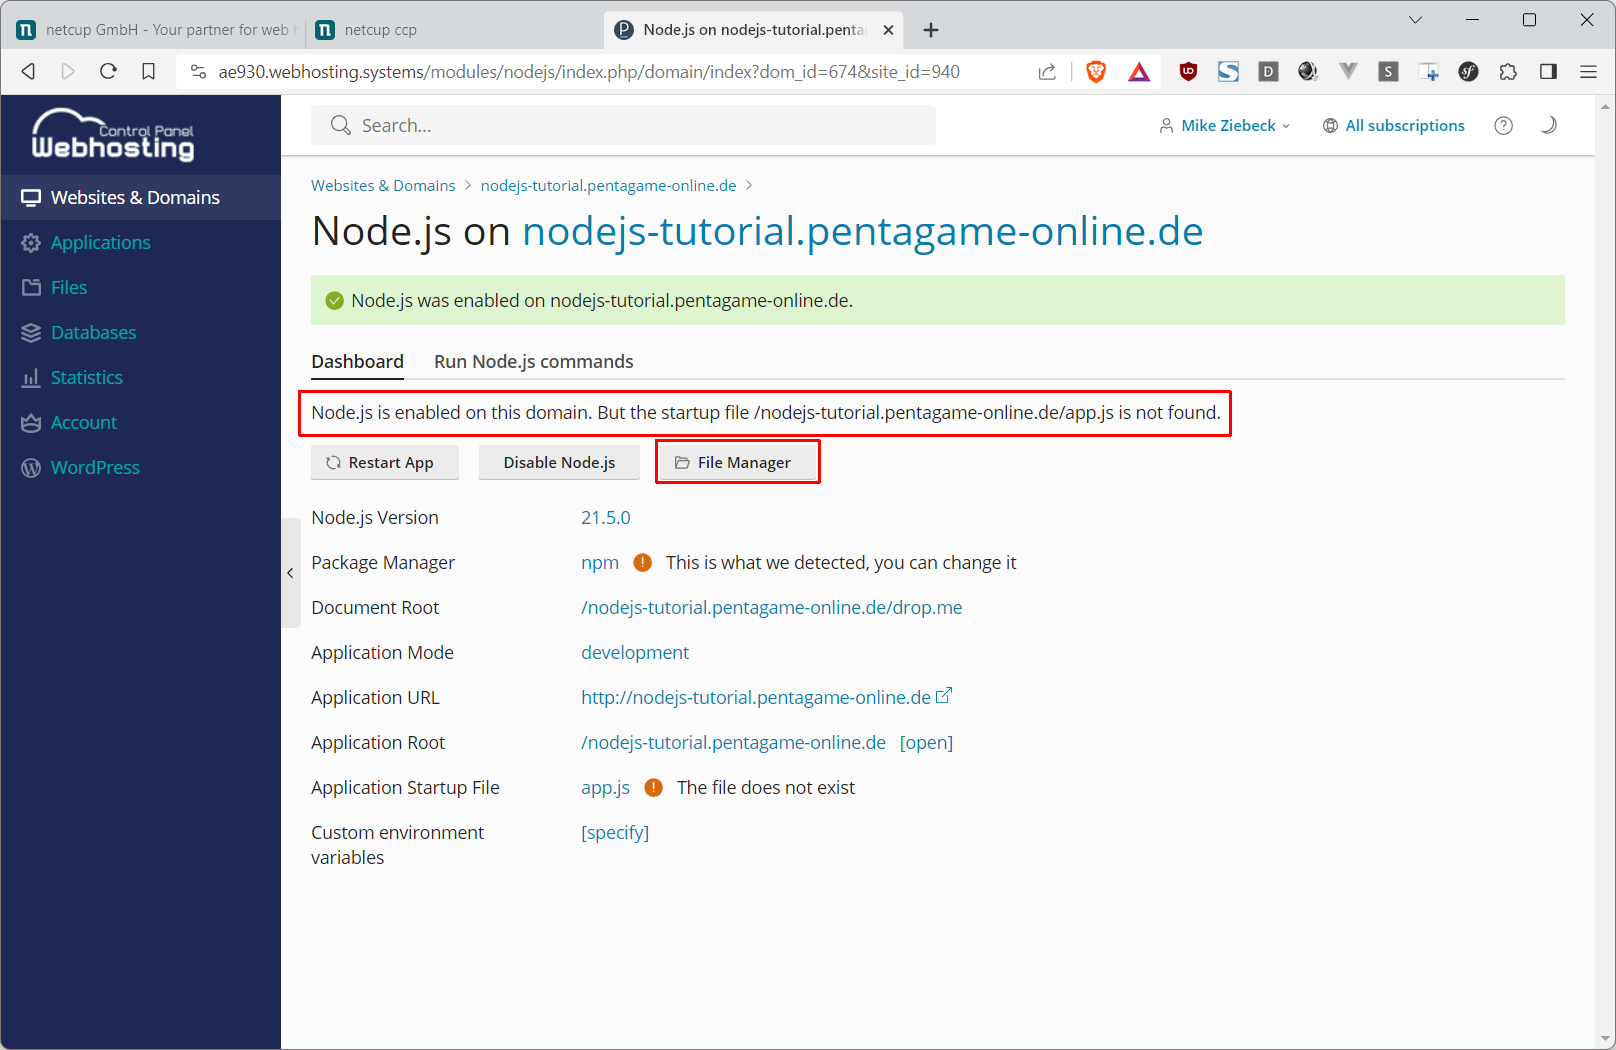 netcup GmbH - Your partner for web h
netcup ccp
Node.js on nodejs-tutorial.penta
ae930.webhosting.systems/modules/nodejs/index.php/domain/index?dom_id=674&site_id=940
Control Panel
Webhosting
Search...
Mike Ziebeck
All subscriptions
Websites & Domains
Applications
Files
Databases
Statistics
Account
WordPress
Websites & Domains > nodejs-tutorial.pentagame-online.de >
Node.js on nodejs-tutorial.pentagame-online.de
Node.js was enabled on nodejs-tutorial.pentagame-online.de.
Dashboard
Run Node.js commands
Node.js is enabled on this domain. But the startup file /nodejs-tutorial.pentagame-online.de/app.js is not found.
Restart App
Disable Node.js
File Manager
Node.js Version 21.5.0
Package Manager npm ! This is what we detected, you can change it
Document Root /nodejs-tutorial.pentagame-online.de/drop.me
Application Mode development
Application URL http://nodejs-tutorial.pentagame-online.de
Application Root /nodejs-tutorial.pentagame-online.de [open]
Application Startup File app.js ! The file does not exist
Custom environment variables [specify]